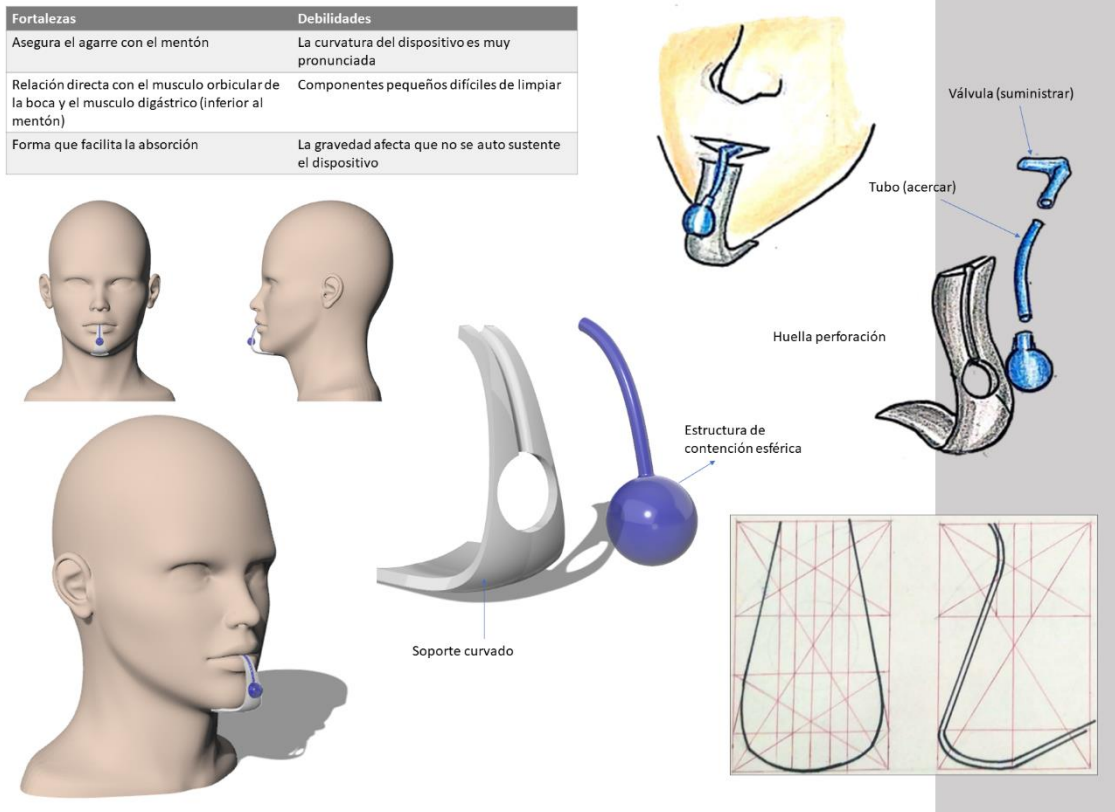 Fortalezas
Debilidades
Asegura el agarre con el mentón
La curvatura del dispositivo es muy
pronunciada
Relación directa con el musculo orbicular de
la boca y el musculo digástrico (inferior al
mentón)
Componentes pequeños difíciles de limpiar
Forma que facilita la absorción
La gravedad afecta que no se auto sustente
el dispositivo
Válvula (suministrar)
Tubo (acercar)
Huella perforación
Estructura de
contención esférica
Soporte curvado